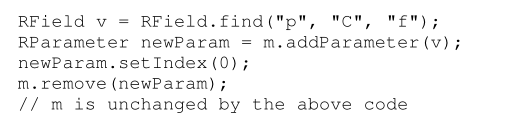 RField v = RField.find("p", "C", "f");
RParameter newParam = m.addParameter(v);
newParam.setIndex(0);
m.remove(newParam);
// m is unchanged by the above code